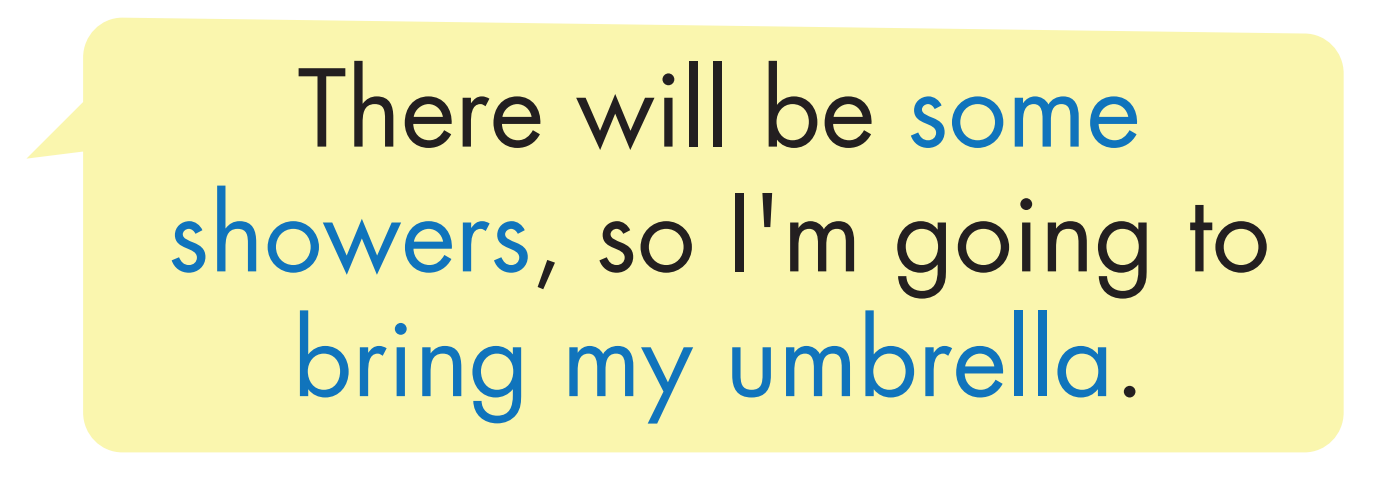 There will be some
showers, so I'm going to
bring my umbrella.